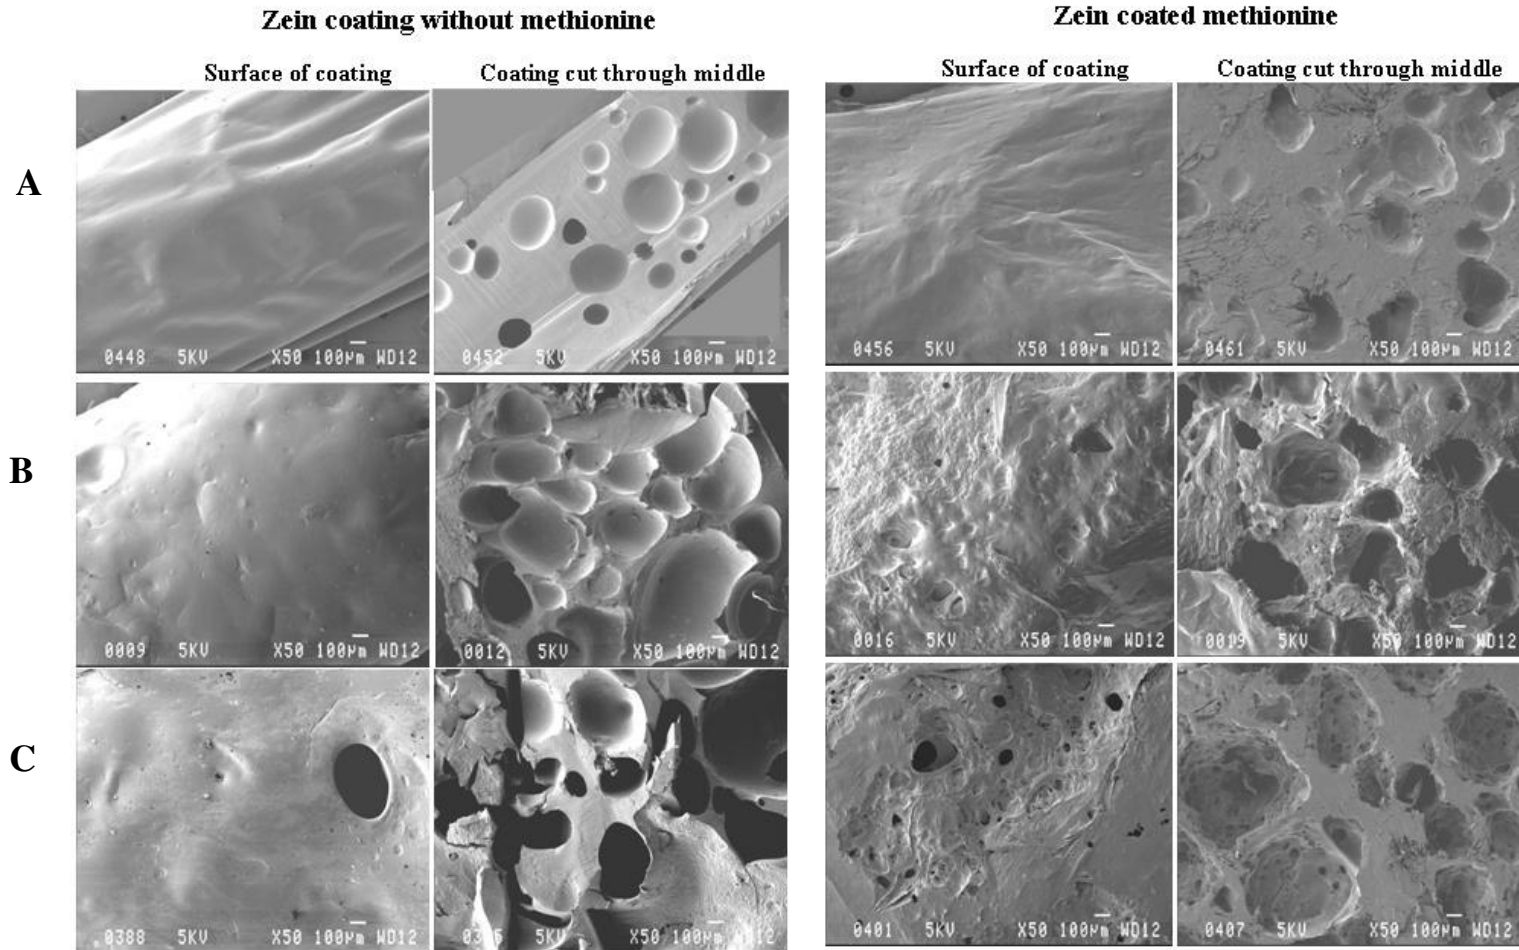 Zein coating without methionine
Zein coated methionine
Surface of coating
Coating cut through middle
Surface of coating
Coating cut through middle
A
0448 5KV X50 100µm WD12
0452 5KV X50 100µm WD12
0456 5KV X50 100µm WD12
0461 5KV X50 100µm WD12
B
0009 5KV X50 100µm WD12
0012 5KV X50 100µm WD12
0016 5KV X50 100µm WD12
0019 5KV X50 100µm WD12
C
0388 5KV X50 100µm WD12
5KV X50 100µm WD12
0401 5KV X50 100µm WD12
0407 5KV X50 100µm WD12